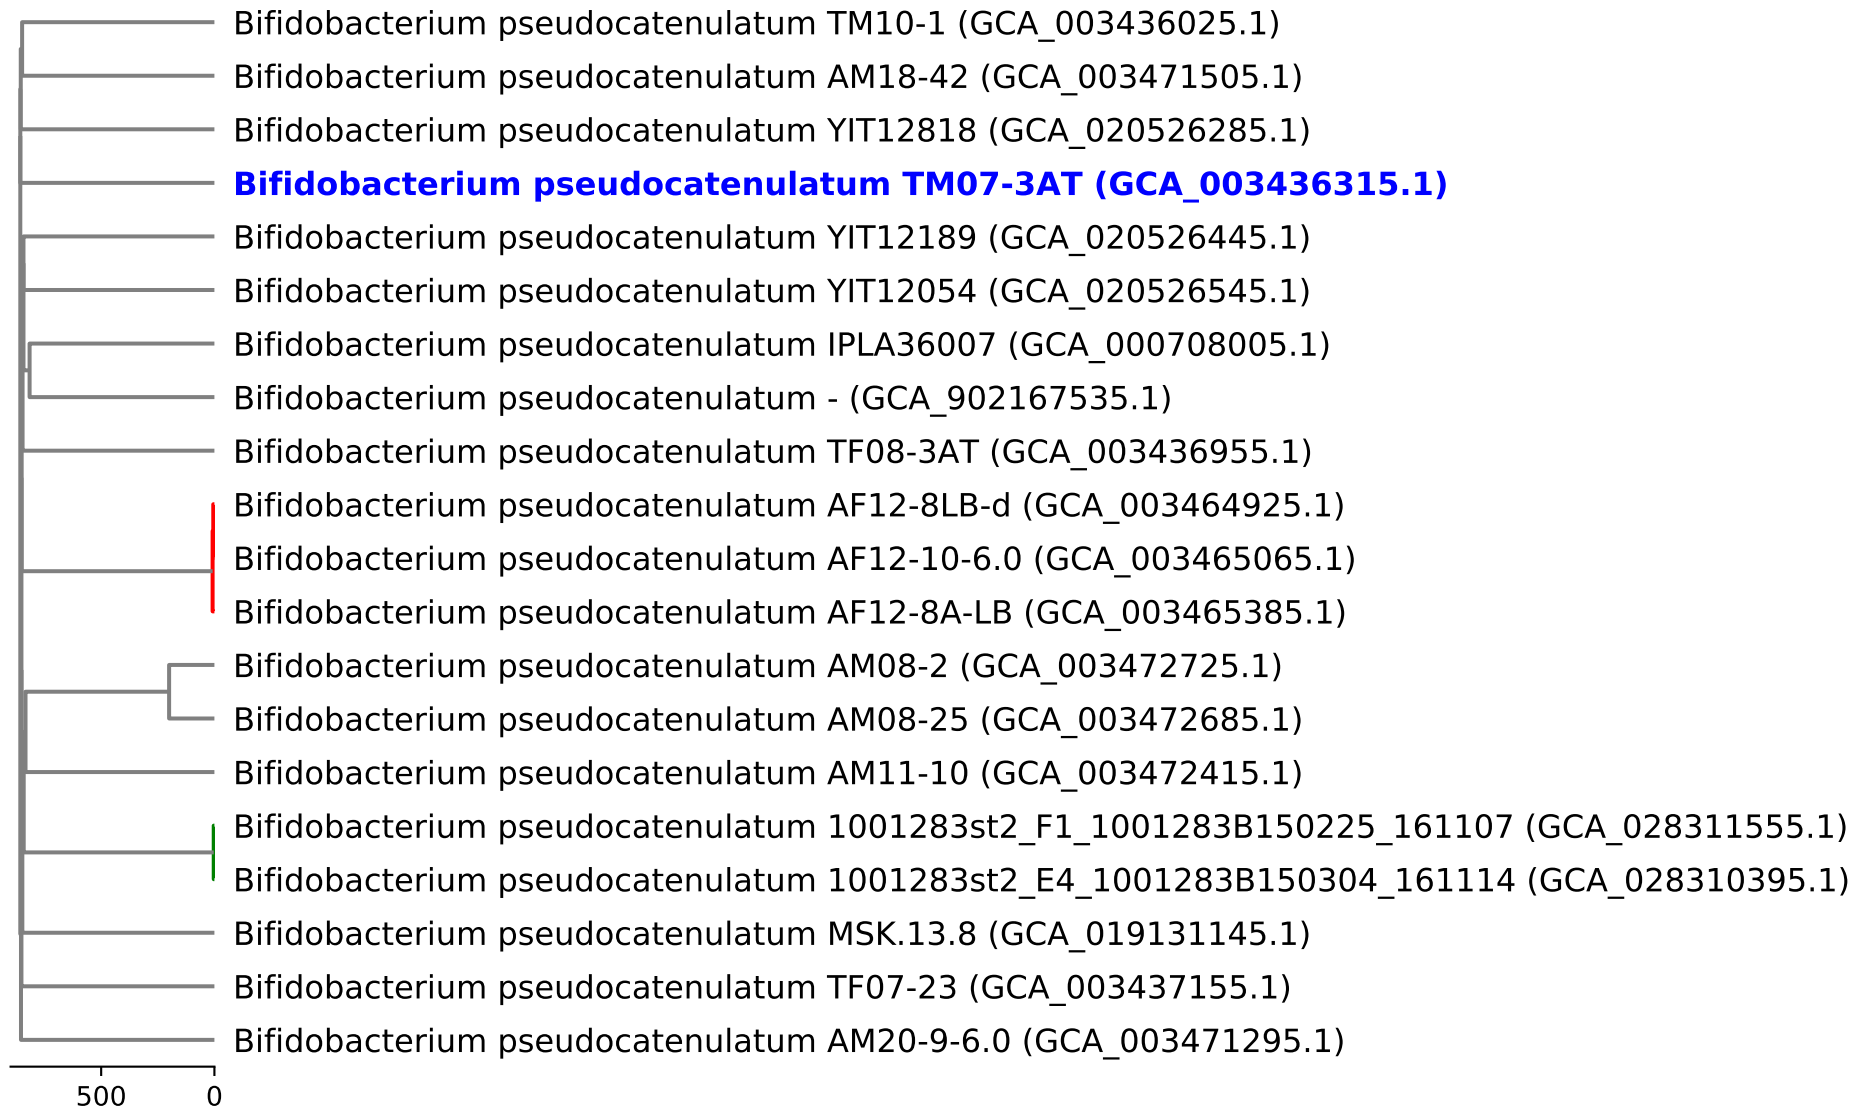 Bifidobacterium pseudocatenulatum TM10-1 (GCA_003436025.1)
Bifidobacterium pseudocatenulatum AM18-42 (GCA_003471505.1)
Bifidobacterium pseudocatenulatum YIT12818 (GCA_020526285.1)
Bifidobacterium pseudocatenulatum TM07-3AT (GCA_003436315.1)
Bifidobacterium pseudocatenulatum YIT12189 (GCA_020526445.1)
Bifidobacterium pseudocatenulatum YIT12054 (GCA_020526545.1)
Bifidobacterium pseudocatenulatum IPLA36007 (GCA_000708005.1)
Bifidobacterium pseudocatenulatum - (GCA_902167535.1)
Bifidobacterium pseudocatenulatum TF08-3AT (GCA_003436955.1)
Bifidobacterium pseudocatenulatum AF12-8LB-d (GCA_003464925.1)
Bifidobacterium pseudocatenulatum AF12-10-6.0 (GCA_003465065.1)
Bifidobacterium pseudocatenulatum AF12-8A-LB (GCA_003465385.1)
Bifidobacterium pseudocatenulatum AM08-2 (GCA_003472725.1)
Bifidobacterium pseudocatenulatum AM08-25 (GCA_003472685.1)
Bifidobacterium pseudocatenulatum AM11-10 (GCA_003472415.1)
Bifidobacterium pseudocatenulatum 1001283st2_F1_1001283B150225_161107 (GCA_028311555.1)
Bifidobacterium pseudocatenulatum 1001283st2_E4_1001283B150304_161114 (GCA_028310395.1)
Bifidobacterium pseudocatenulatum MSK.13.8 (GCA_019131145.1)
Bifidobacterium pseudocatenulatum TF07-23 (GCA_003437155.1)
Bifidobacterium pseudocatenulatum AM20-9-6.0 (GCA_003471295.1)
500 0